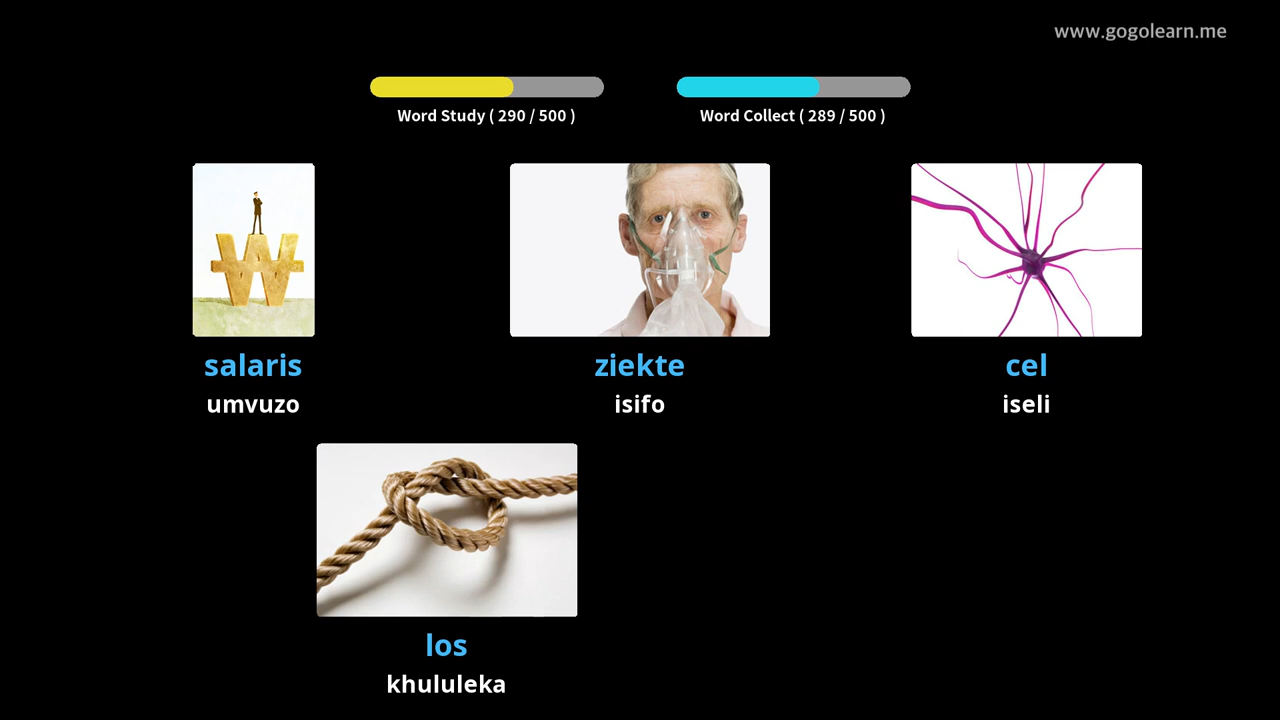 www.gogolearn.me
Word Study ( 290 / 500 )
Word Collect ( 289 / 500 )
salaris
umvuzo
ziekte
isifo
cel
iseli
los
khululeka